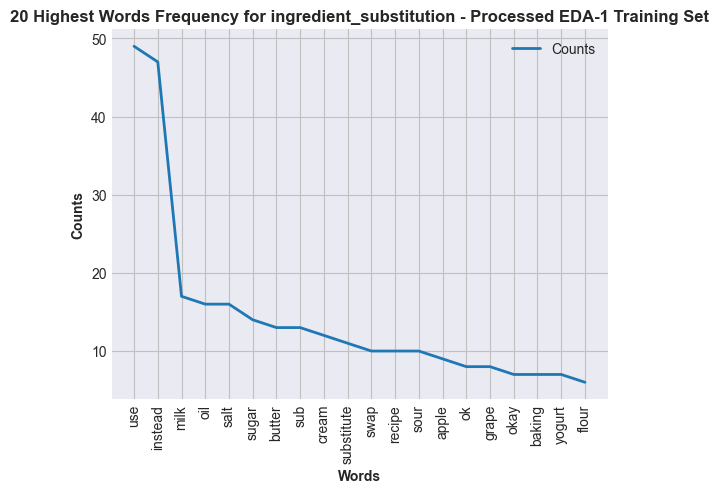 20 Highest Words Frequency for ingredient_substitution - Processed EDA-1 Training Set
Counts
50
40
30
20
10
Counts
use
instead
milk
oil
salt
sugar
butter
sub
cream
substitute
swap
recipe
sour
apple
ok
grape
okay
baking
yogurt
flour
Words